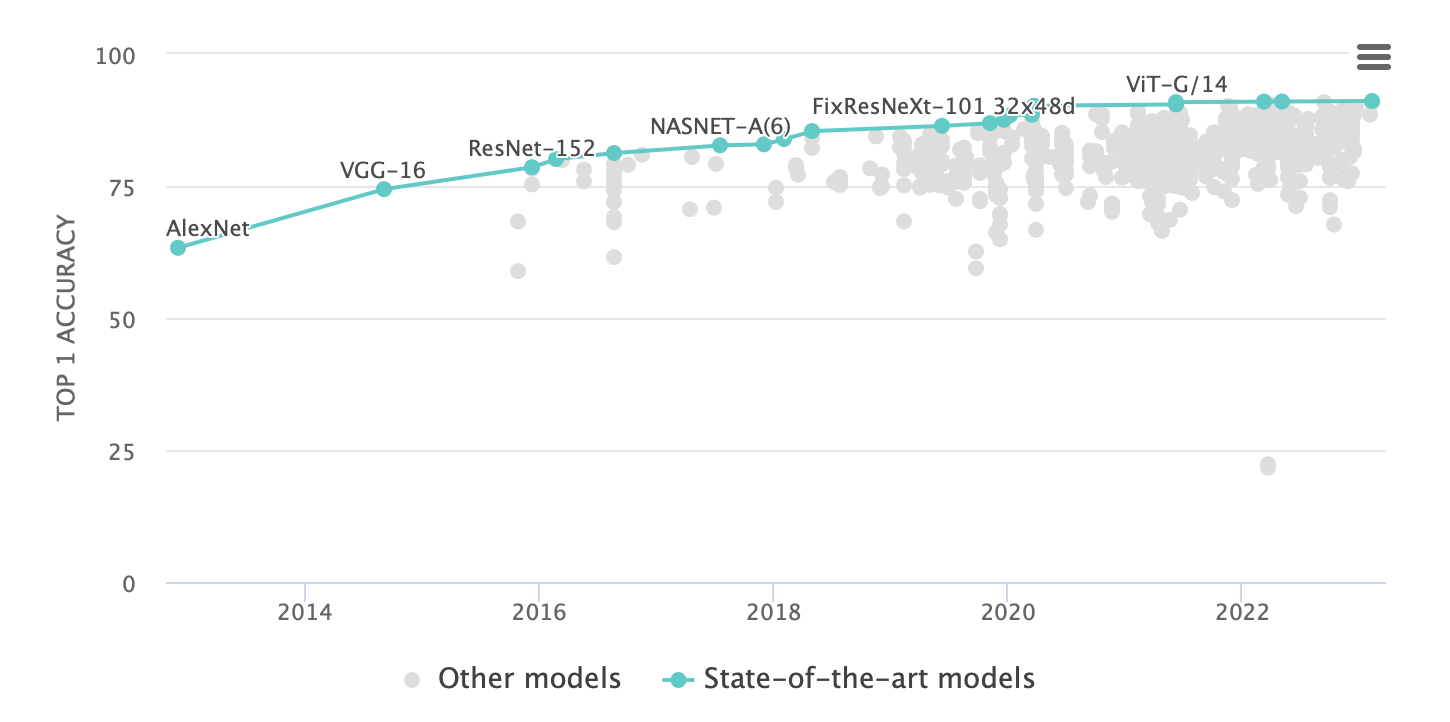 100
ViT-G/14
FixResNeXt-101 32x48d
NASNET-A(6)
ResNet-152
VGG-16
75
AlexNet
TOP 1 ACCURACY
50
25
0
2014 2016 2018 2020 2022
Other models State-of-the-art models